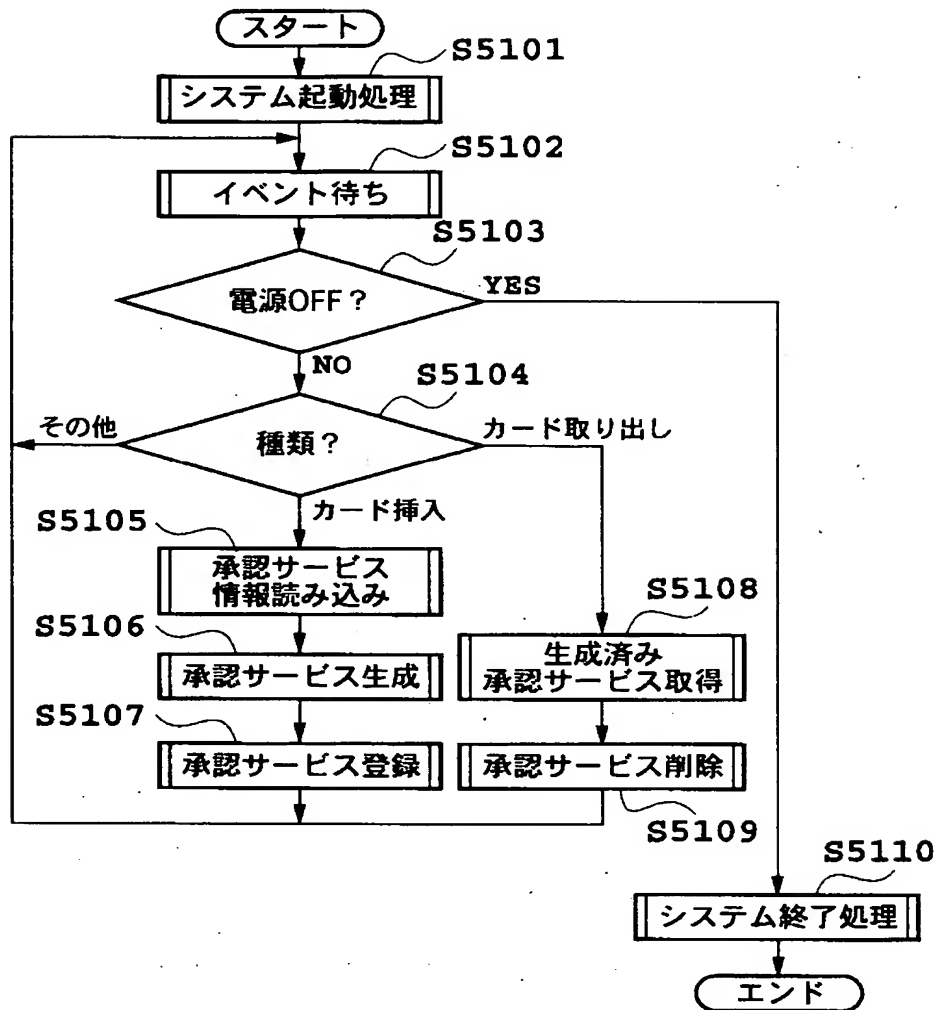 スタート
S5101
システム起動処理
S5102
イベント待ち
S5103
電源OFF？
YES
NO
S5104
その他
種類？
カード取り出し
カード挿入
S5105
承認サービス
情報読み込み
S5106
承認サービス生成
S5107
承認サービス登録
S5108
生成済み
承認サービス取得
承認サービス削除
S5109
S5110
システム終了処理
エンド